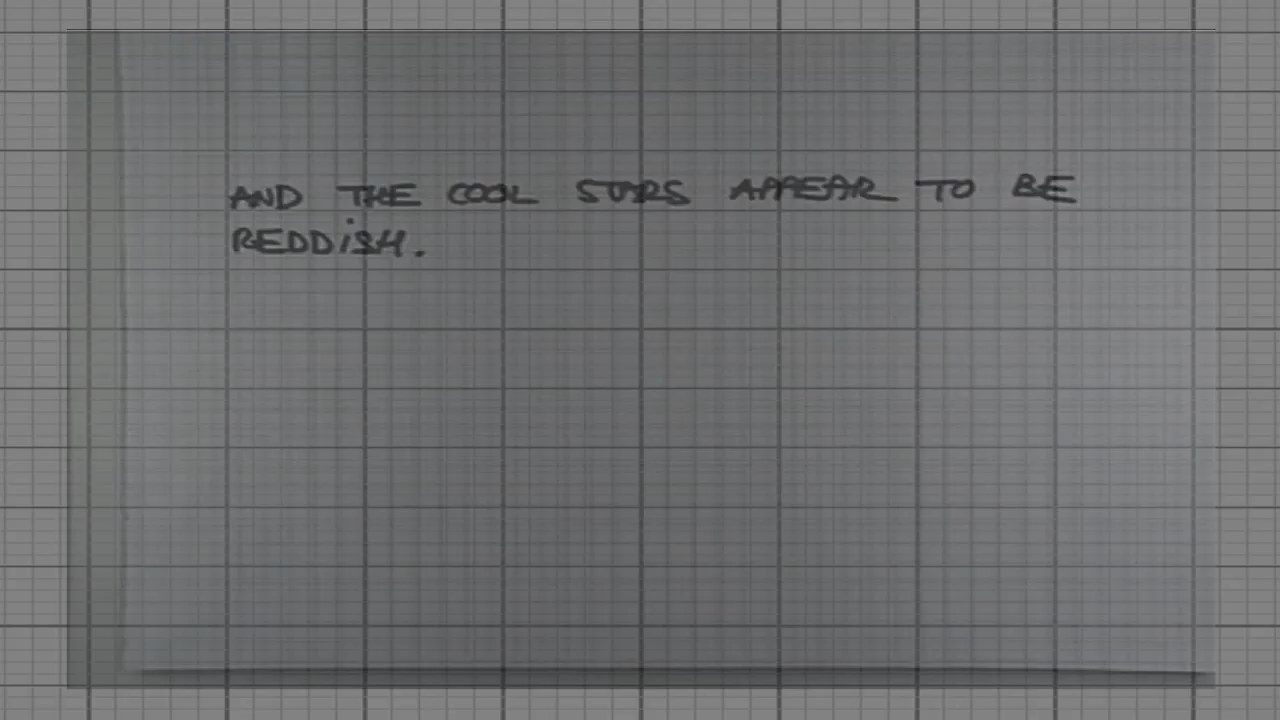 AND THE COOL STARS APPEAR TO BE
REDDiSH.